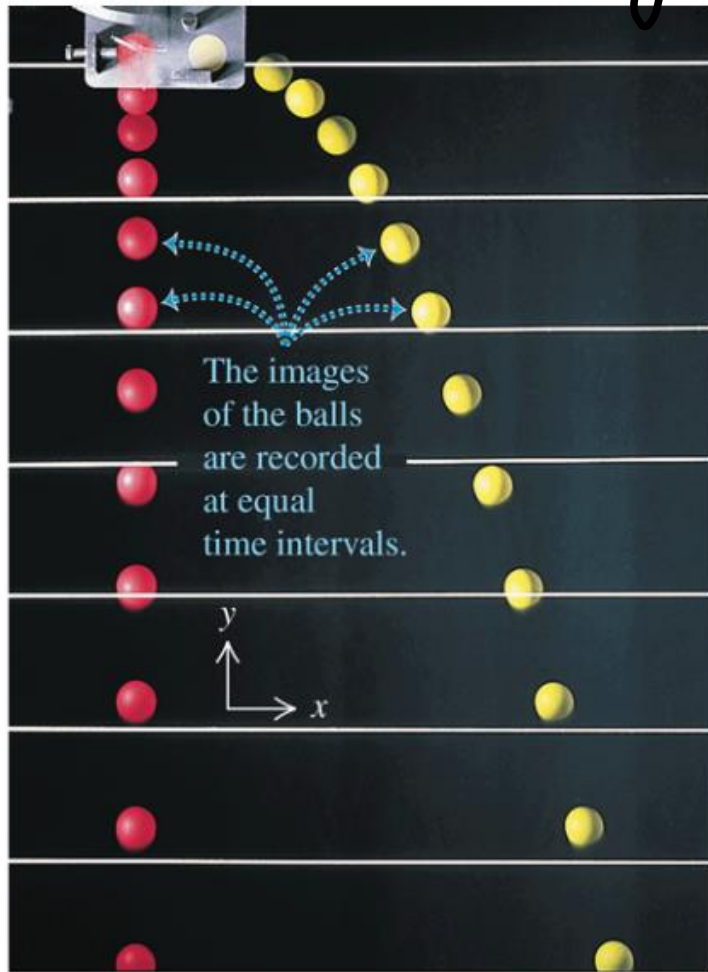 The images
of the balls
are recorded
at equal
time intervals.
y
x